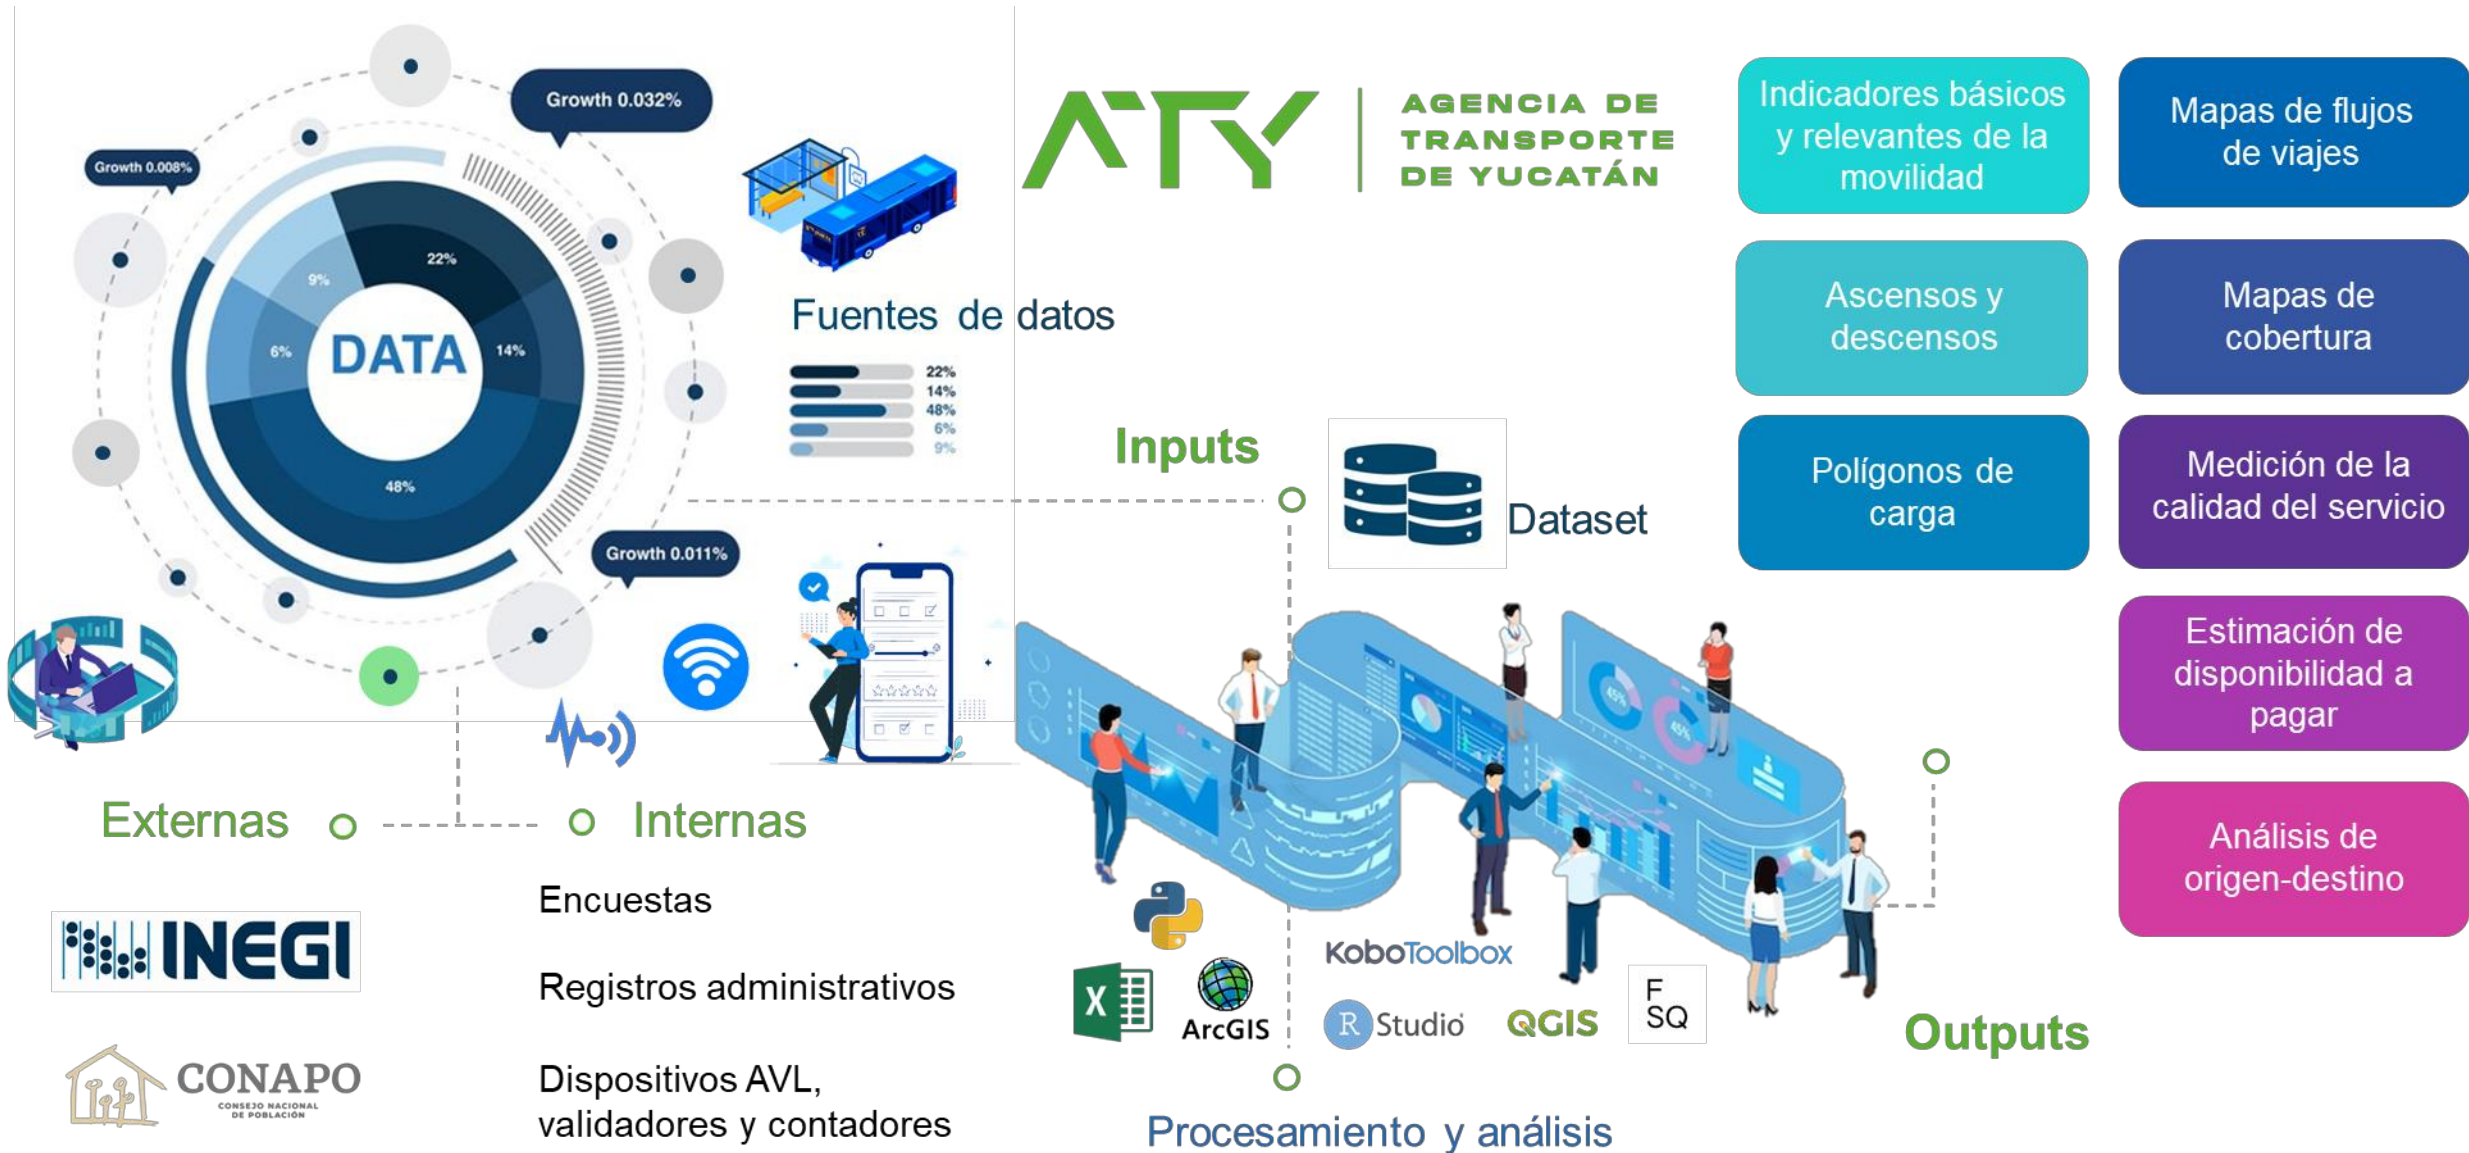 Growth 0.032%
Growth 0.008%
22%
9%
6%
DATA
14%
48%
Growth 0.011%
Fuentes de datos
22%
14%
48%
6%
9%
ATY
AGENCIA DE
TRANSPORTE
DE YUCATÁN
Inputs
Dataset
Externas
Internas
INEGI
CONAPO
CONSEJO NACIONAL
DE POBLACIÓN
Encuestas
Registros administrativos
Dispositivos AVL,
validadores y contadores
45%
45%
X
ArcGIS
KoboToolbox
R Studio
QGIS
F
SQ
Procesamiento y análisis
Outputs
Indicadores básicos
y relevantes de la
movilidad
Mapas de flujos
de viajes
Ascensos y
descensos
Mapas de
cobertura
Polígonos de
carga
Medición de la
calidad del servicio
Estimación de
disponibilidad a
pagar
Análisis de
origen-destino